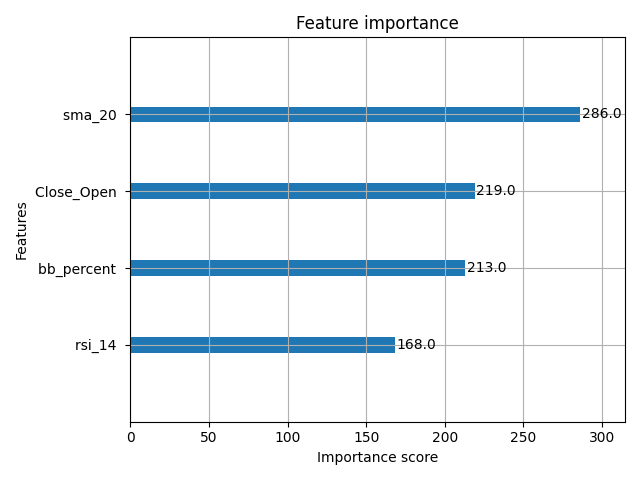 Feature importance
Features
sma_20 286.0
Close_Open 219.0
bb_percent 213.0
rsi_14 168.0
0 50 100 150 200 250 300
Importance score